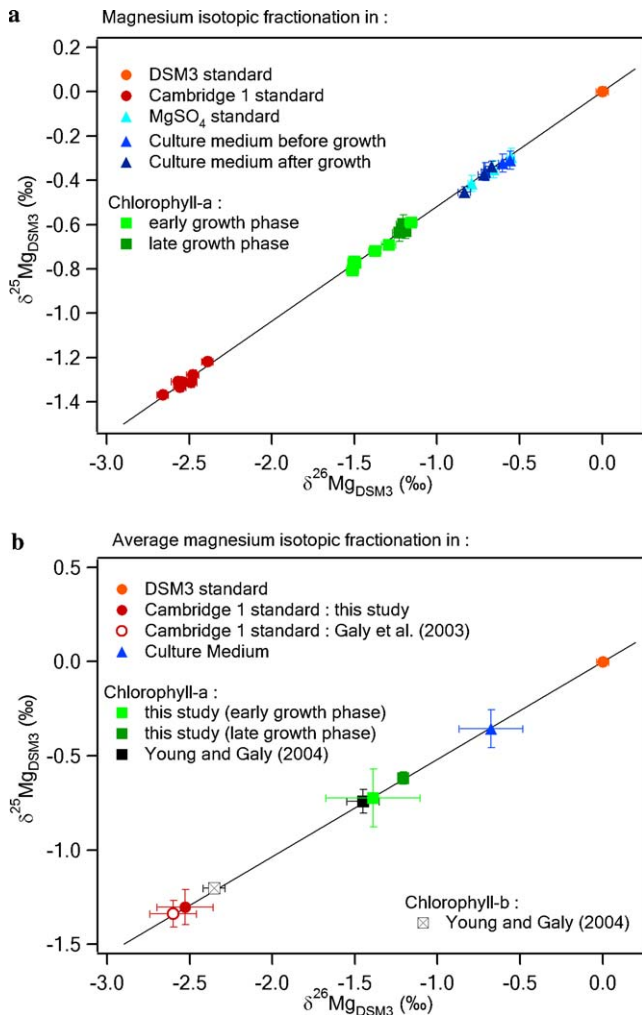 a
Magnesium isotopic fractionation in :
DSM3 standard
Cambridge 1 standard
MgSO₄ standard
Culture medium before growth
Culture medium after growth
Chlorophyll-a :
early growth phase
late growth phase
δ²⁵Mg_DSM3 (‰)
0.2
0.0
-0.2
-0.4
-0.6
-0.8
-1.0
-1.2
-1.4
-3.0 -2.5 -2.0 -1.5 -1.0 -0.5 0.0
δ²⁶Mg_DSM3 (‰)
b
Average magnesium isotopic fractionation in :
DSM3 standard
Cambridge 1 standard : this study
Cambridge 1 standard : Galy et al. (2003)
Culture Medium
Chlorophyll-a :
this study (early growth phase)
this study (late growth phase)
Young and Galy (2004)
Chlorophyll-b :
Young and Galy (2004)
δ²⁵Mg_DSM3 (‰)
0.5
0.0
-0.5
-1.0
-1.5
-3.0 -2.5 -2.0 -1.5 -1.0 -0.5 0.0
δ²⁶Mg_DSM3 (‰)